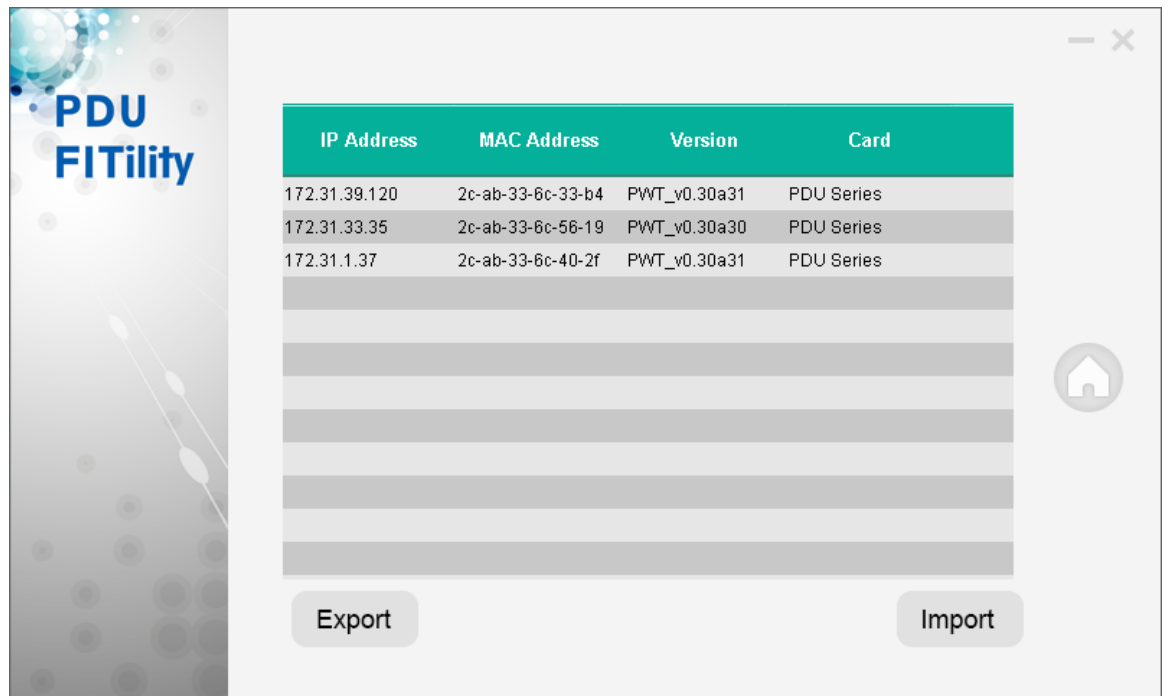 PDU
FITility
IP Address MAC Address Version Card
172.31.39.120 2c-ab-33-6c-33-b4 PWT_v0.30a31 PDU Series
172.31.33.35 2c-ab-33-6c-56-19 PWT_v0.30a30 PDU Series
172.31.1.37 2c-ab-33-6c-40-2f PWT_v0.30a31 PDU Series
Export Import